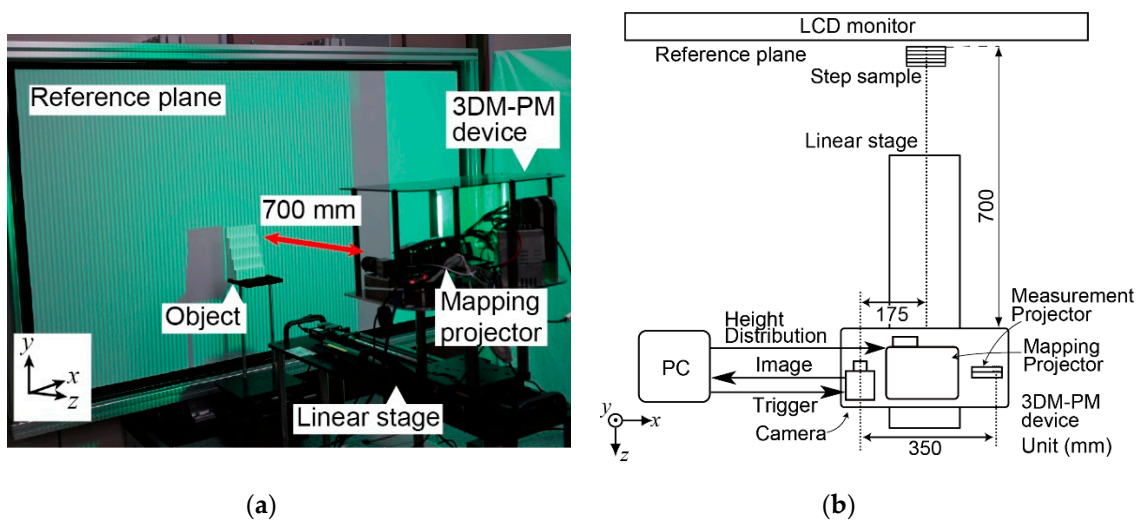 Reference plane
3DM-PM
device
700 mm
Object
Mapping
projector
Linear stage
y
x
z
(a)
LCD monitor
Reference plane
Step sample
Linear stage
700
175
Measurement
Projector
Height
Distribution
Mapping
Projector
PC
Image
Trigger
Camera
3DM-PM
device
350
Unit (mm)
y
x
z
(b)